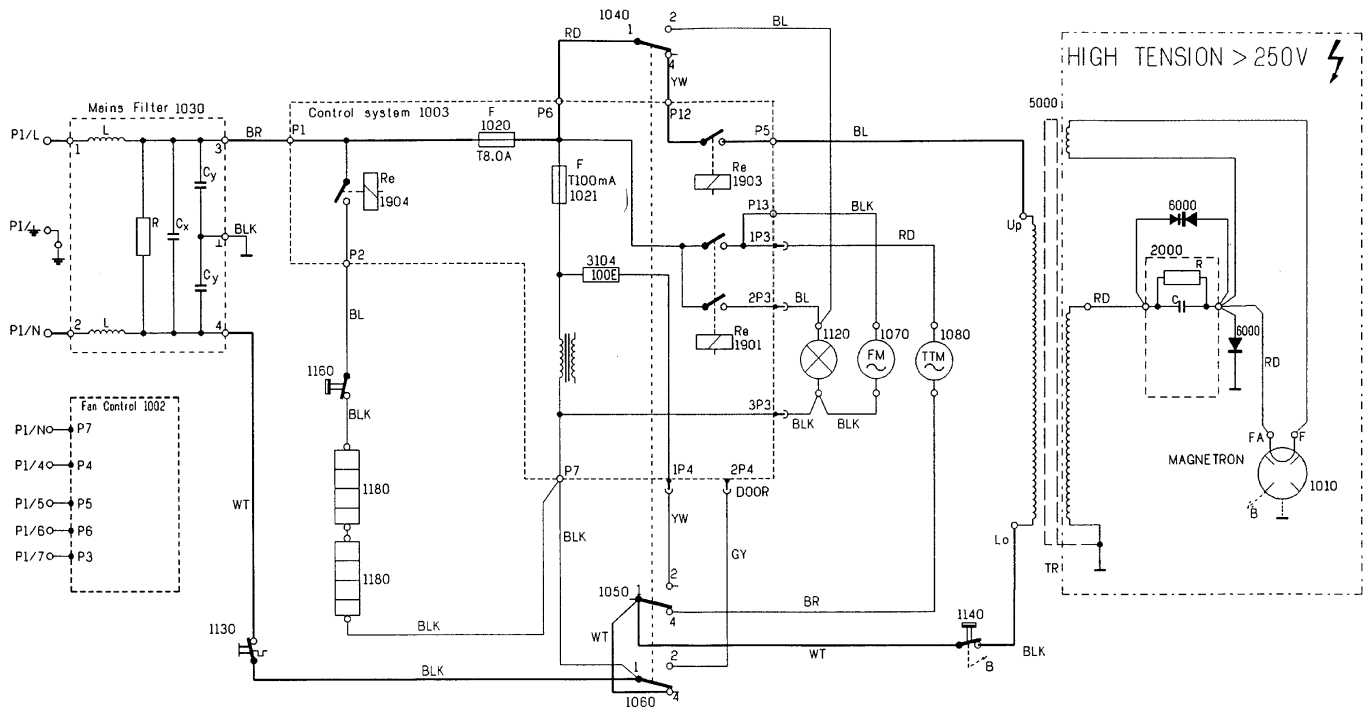 1040
1
2
BL
RD
4
YW
HIGH TENSION > 250V
Mains Filter 1030
Control system 1003
F
1020
T8.0A
P6
P12
5000
P1/L
1
L
3
BR
P1
P5
BL
Cy
Re
1904
F
T100mA
1021
Re
1903
P13
BLK
6000
P1/
R
Cx
BLK
1P3
RD
Up
2000
R
P2
Cy
3104
100E
2P3
BL
RD
C
P1/N
2
L
4
BL
Re
1901
1120
1070
1080
6000
FM
TTM
RD
1160
Fan Control 1002
BLK
3P3
BLK
BLK
P1/N
P7
FA
F
P1/4
P4
P7
1P4
2P4
MAGNETRON
1180
DOOR
1010
P1/5
P5
WT
YW
B
P1/6
P6
BLK
GY
Lo
P1/7
P3
2
TR
1180
1050
1
BR
4
1140
1130
BLK
WT
WT
B
BLK
2
BLK
1
4
1060